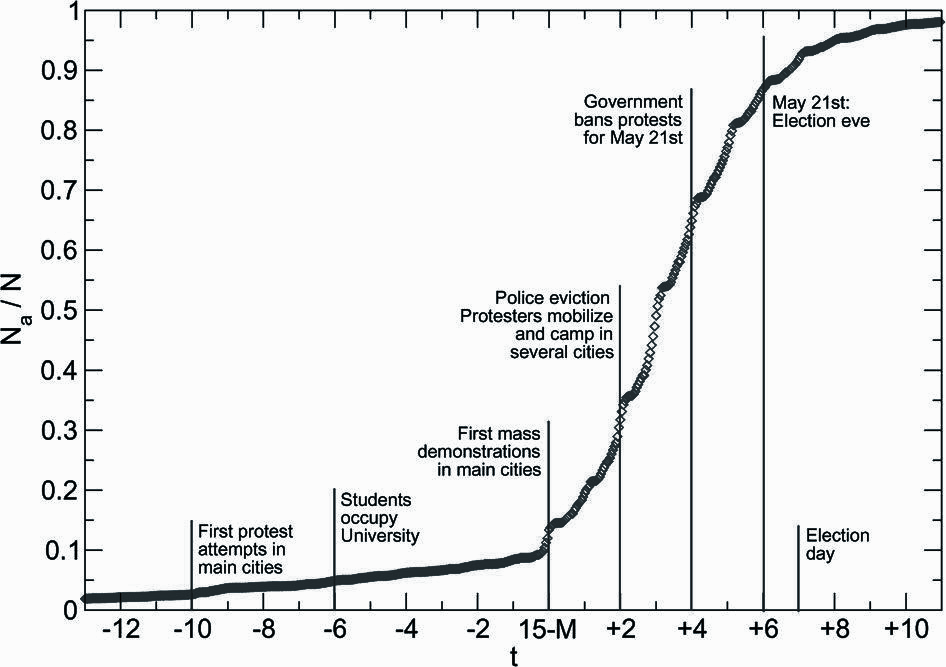 1
0.9
0.8
0.7
0.6
0.5
0.4
0.3
0.2
0.1
0
Na / N
Government
bans protests
for May 21st
May 21st:
Election eve
Police eviction
Protesters mobilize
and camp in
several cities
First mass
demonstrations
in main cities
Students
occupy
University
First protest
attempts in
main cities
Election
day
-12 -10 -8 -6 -4 -2 15-M +2 +4 +6 +8 +10
t